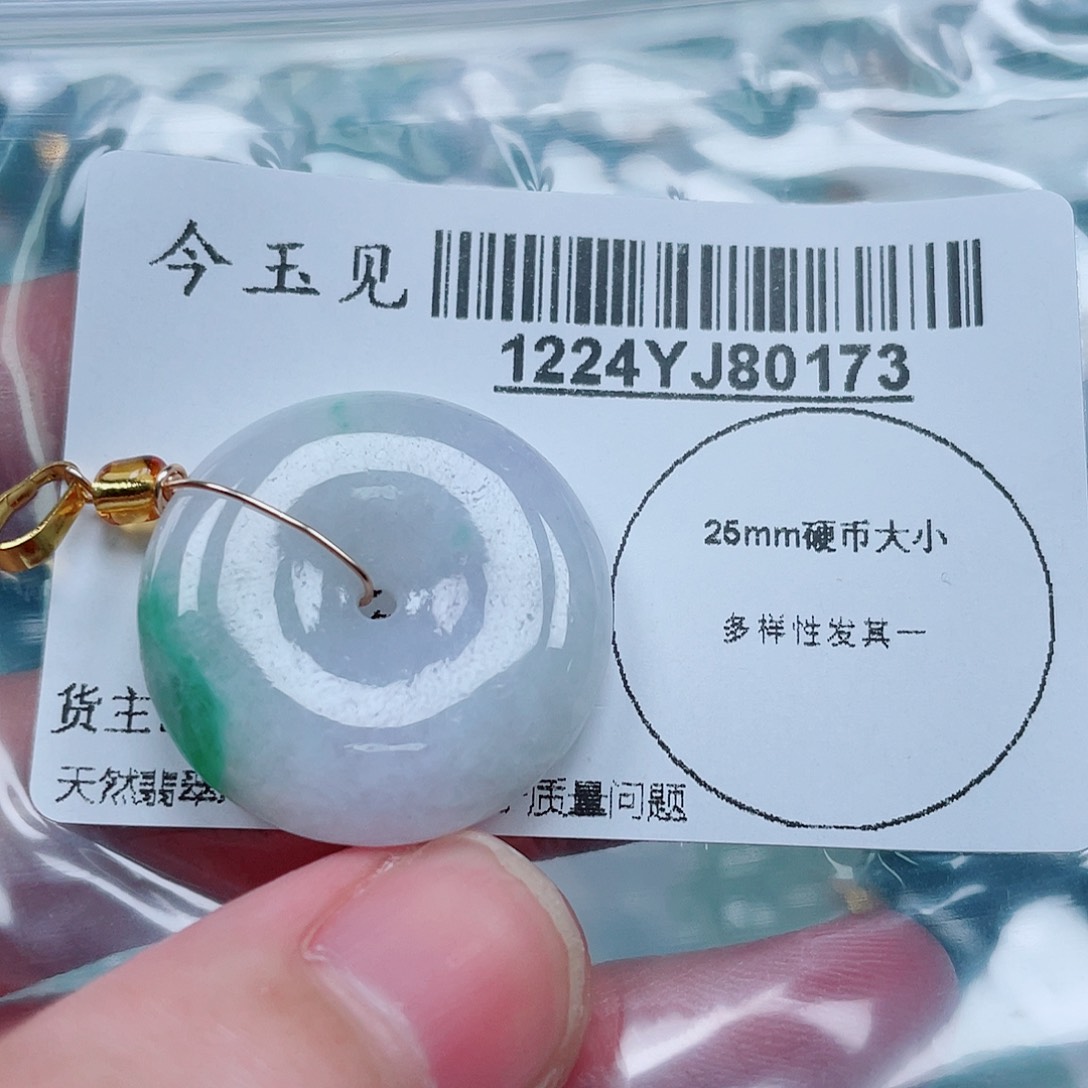 今玉见
1224YJ80173
25mm硬币大小
多样性发其一
货主
天然翡翠
质量问题